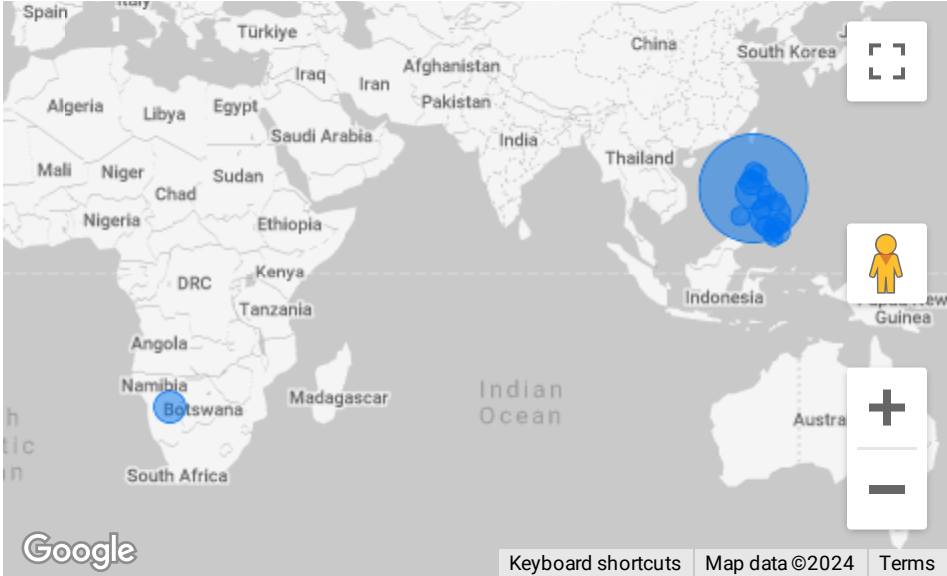 Spain
Italy
Türkiye
China
South Korea
Afghanistan
Iraq
Iran
Pakistan
Algeria
Libya
Egypt
Saudi Arabia
India
Thailand
Mali
Niger
Sudan
Chad
Nigeria
Ethiopia
DRC
Kenya
Tanzania
Indonesia
Guinea
Angola
Namibia
Botswana
Madagascar
Indian
Ocean
Austra
South Africa
Google
Keyboard shortcuts
Map data ©2024
Terms